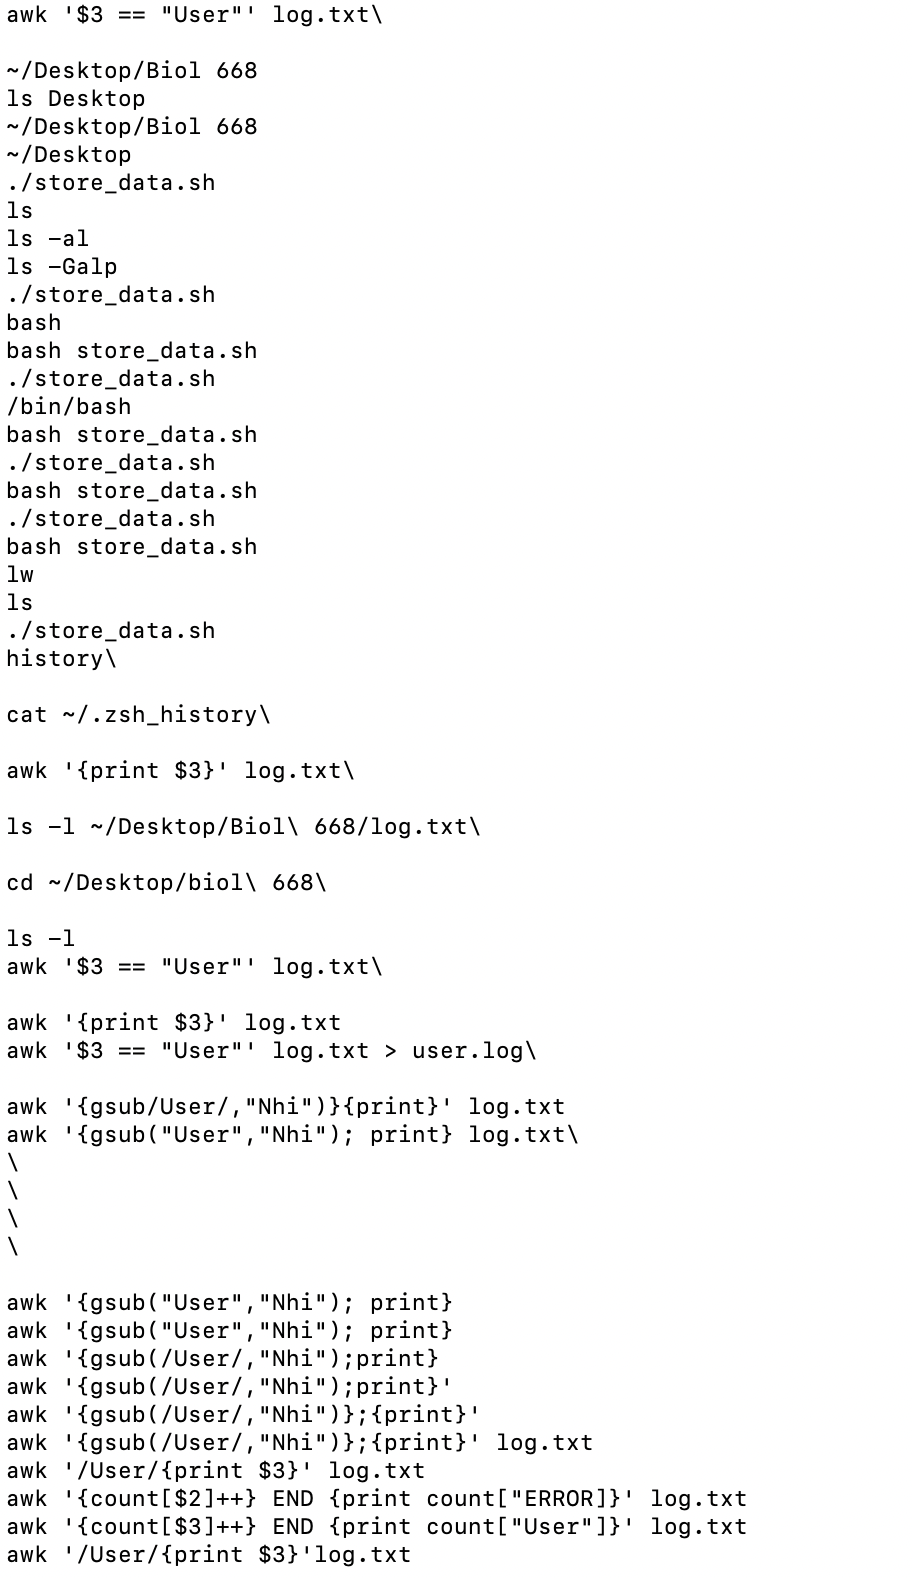 awk '$3 == "User"' log.txt\
~/Desktop/Biol 668
ls Desktop
~/Desktop/Biol 668
~/Desktop
./store_data.sh
ls
ls -al
ls -Galp
./store_data.sh
bash
bash store_data.sh
./store_data.sh
/bin/bash
bash store_data.sh
./store_data.sh
bash store_data.sh
./store_data.sh
bash store_data.sh
lw
ls
./store_data.sh
history\
cat ~/.zsh_history\
awk '{print $3}' log.txt\
ls -l ~/Desktop/Biol\ 668/log.txt\
cd ~/Desktop/biol\ 668\
ls -l
awk '$3 == "User"' log.txt\
awk '{print $3}' log.txt
awk '$3 == "User"' log.txt > user.log\
awk '{gsub/User/,"Nhi")}{print}' log.txt
awk '{gsub("User","Nhi"); print} log.txt\
\
\
\
\
awk '{gsub("User","Nhi"); print}
awk '{gsub("User","Nhi"); print}
awk '{gsub(/User/,"Nhi");print}
awk '{gsub(/User/,"Nhi");print}'
awk '{gsub(/User/,"Nhi")};{print}'
awk '{gsub(/User/,"Nhi")};{print}' log.txt
awk '/User/{print $3}' log.txt
awk '{count[$2]++} END {print count["ERROR]}' log.txt
awk '{count[$3]++} END {print count["User"]}' log.txt
awk '/User/{print $3}'log.txt